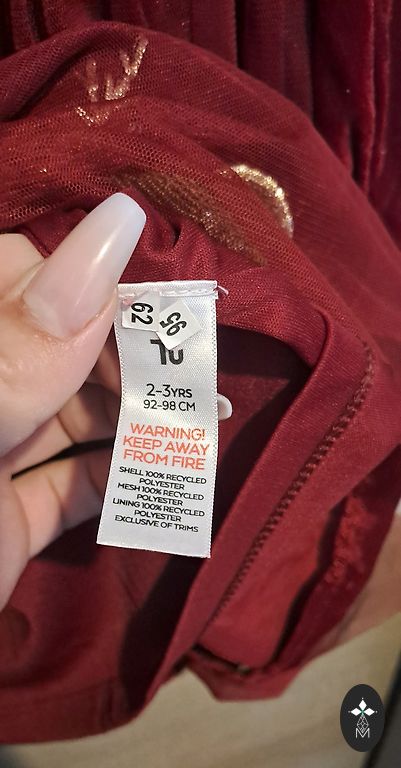 62
95
2-3YRS
92-98 CM
WARNING!
KEEP AWAY
FROM FIRE
SHELL 100% RECYCLED
POLYESTER
MESH 100% RECYCLED
POLYESTER
LINING 100% RECYCLED
POLYESTER
EXCLUSIVE OF TRIMS
M